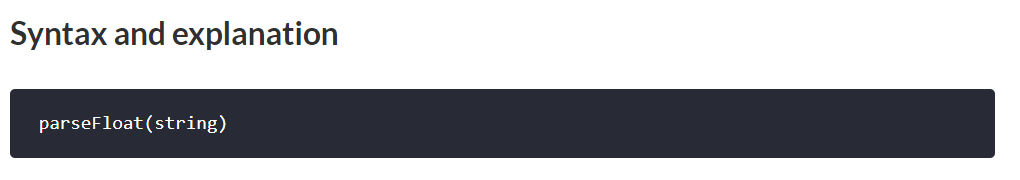 Syntax and explanation
parseFloat(string)